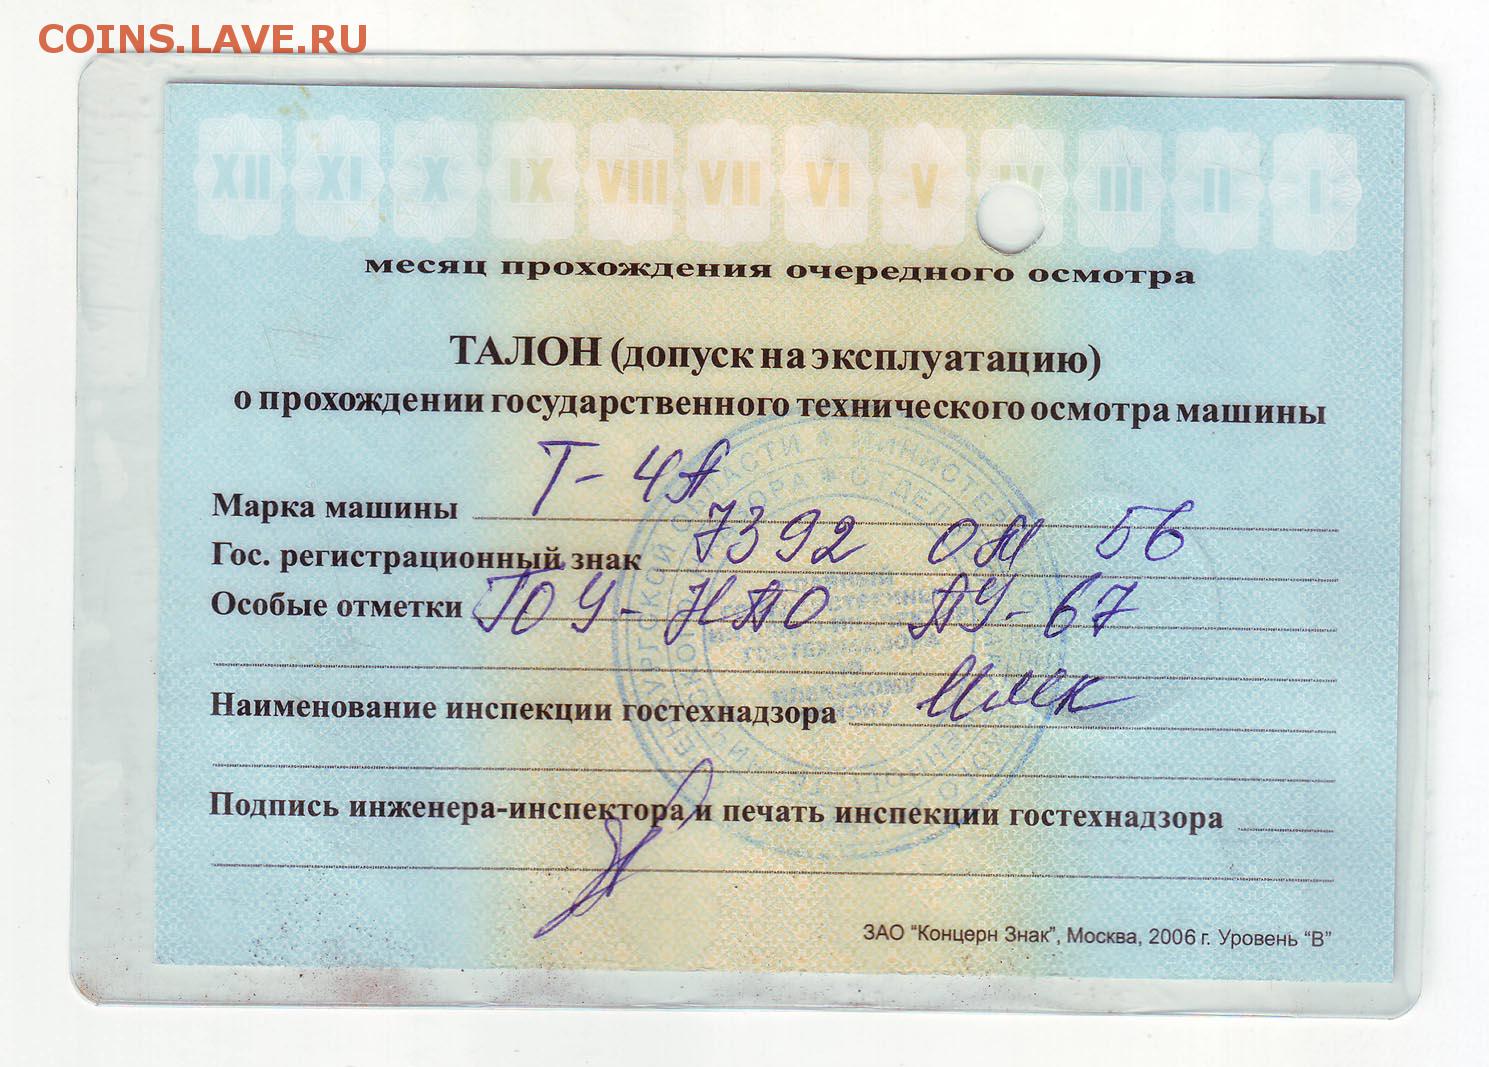 COINS.LAVE.RU
XII XI X IX VIII VII VI V IV III II I
месяц прохождения очередного осмотра
ТАЛОН (допуск на эксплуатацию)
о прохождении государственного технического осмотра машины
Марка машины Т-4А
Гос. регистрационный знак 7392 ОМ 56
Особые отметки ГОУ-НПО ПУ-67
Наименование инспекции гостехнадзора Илек
Подпись инженера-инспектора и печать инспекции гостехнадзора
ЗАО "Концерн Знак", Москва, 2006 г. Уровень "В"